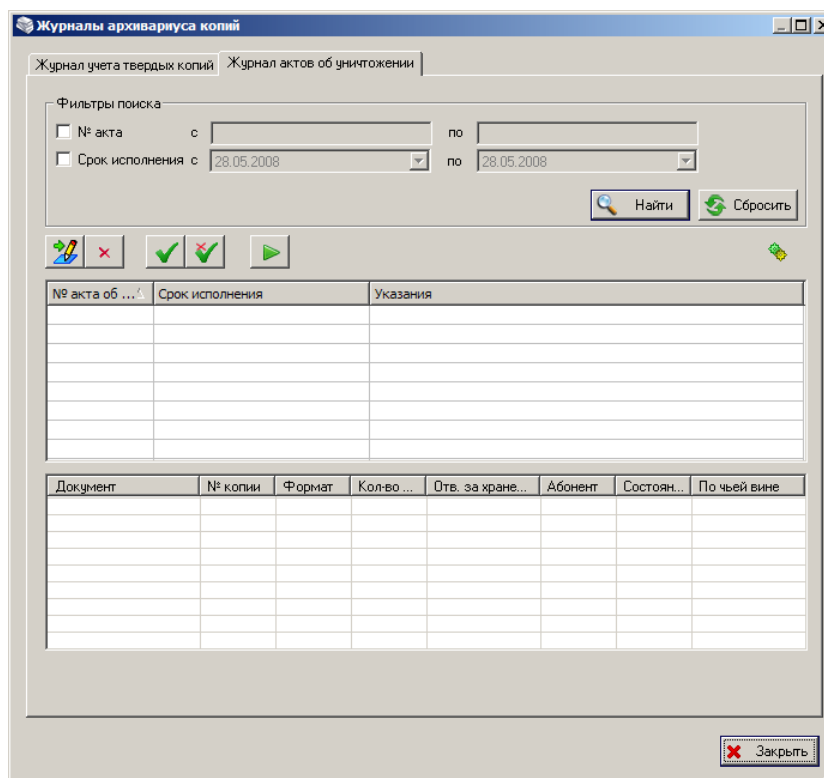 Журналы архивариуса копий
Журнал учета твердых копий Журнал актов об уничтожении
Фильтры поиска
№ акта с по
Срок исполнения с 28.05.2008 по 28.05.2008
Найти Сбросить
№ акта об ... Срок исполнения Указания
Документ № копии Формат Кол-во ... Отв. за хране... Абонент Состоян... По чьей вине
Закрыть